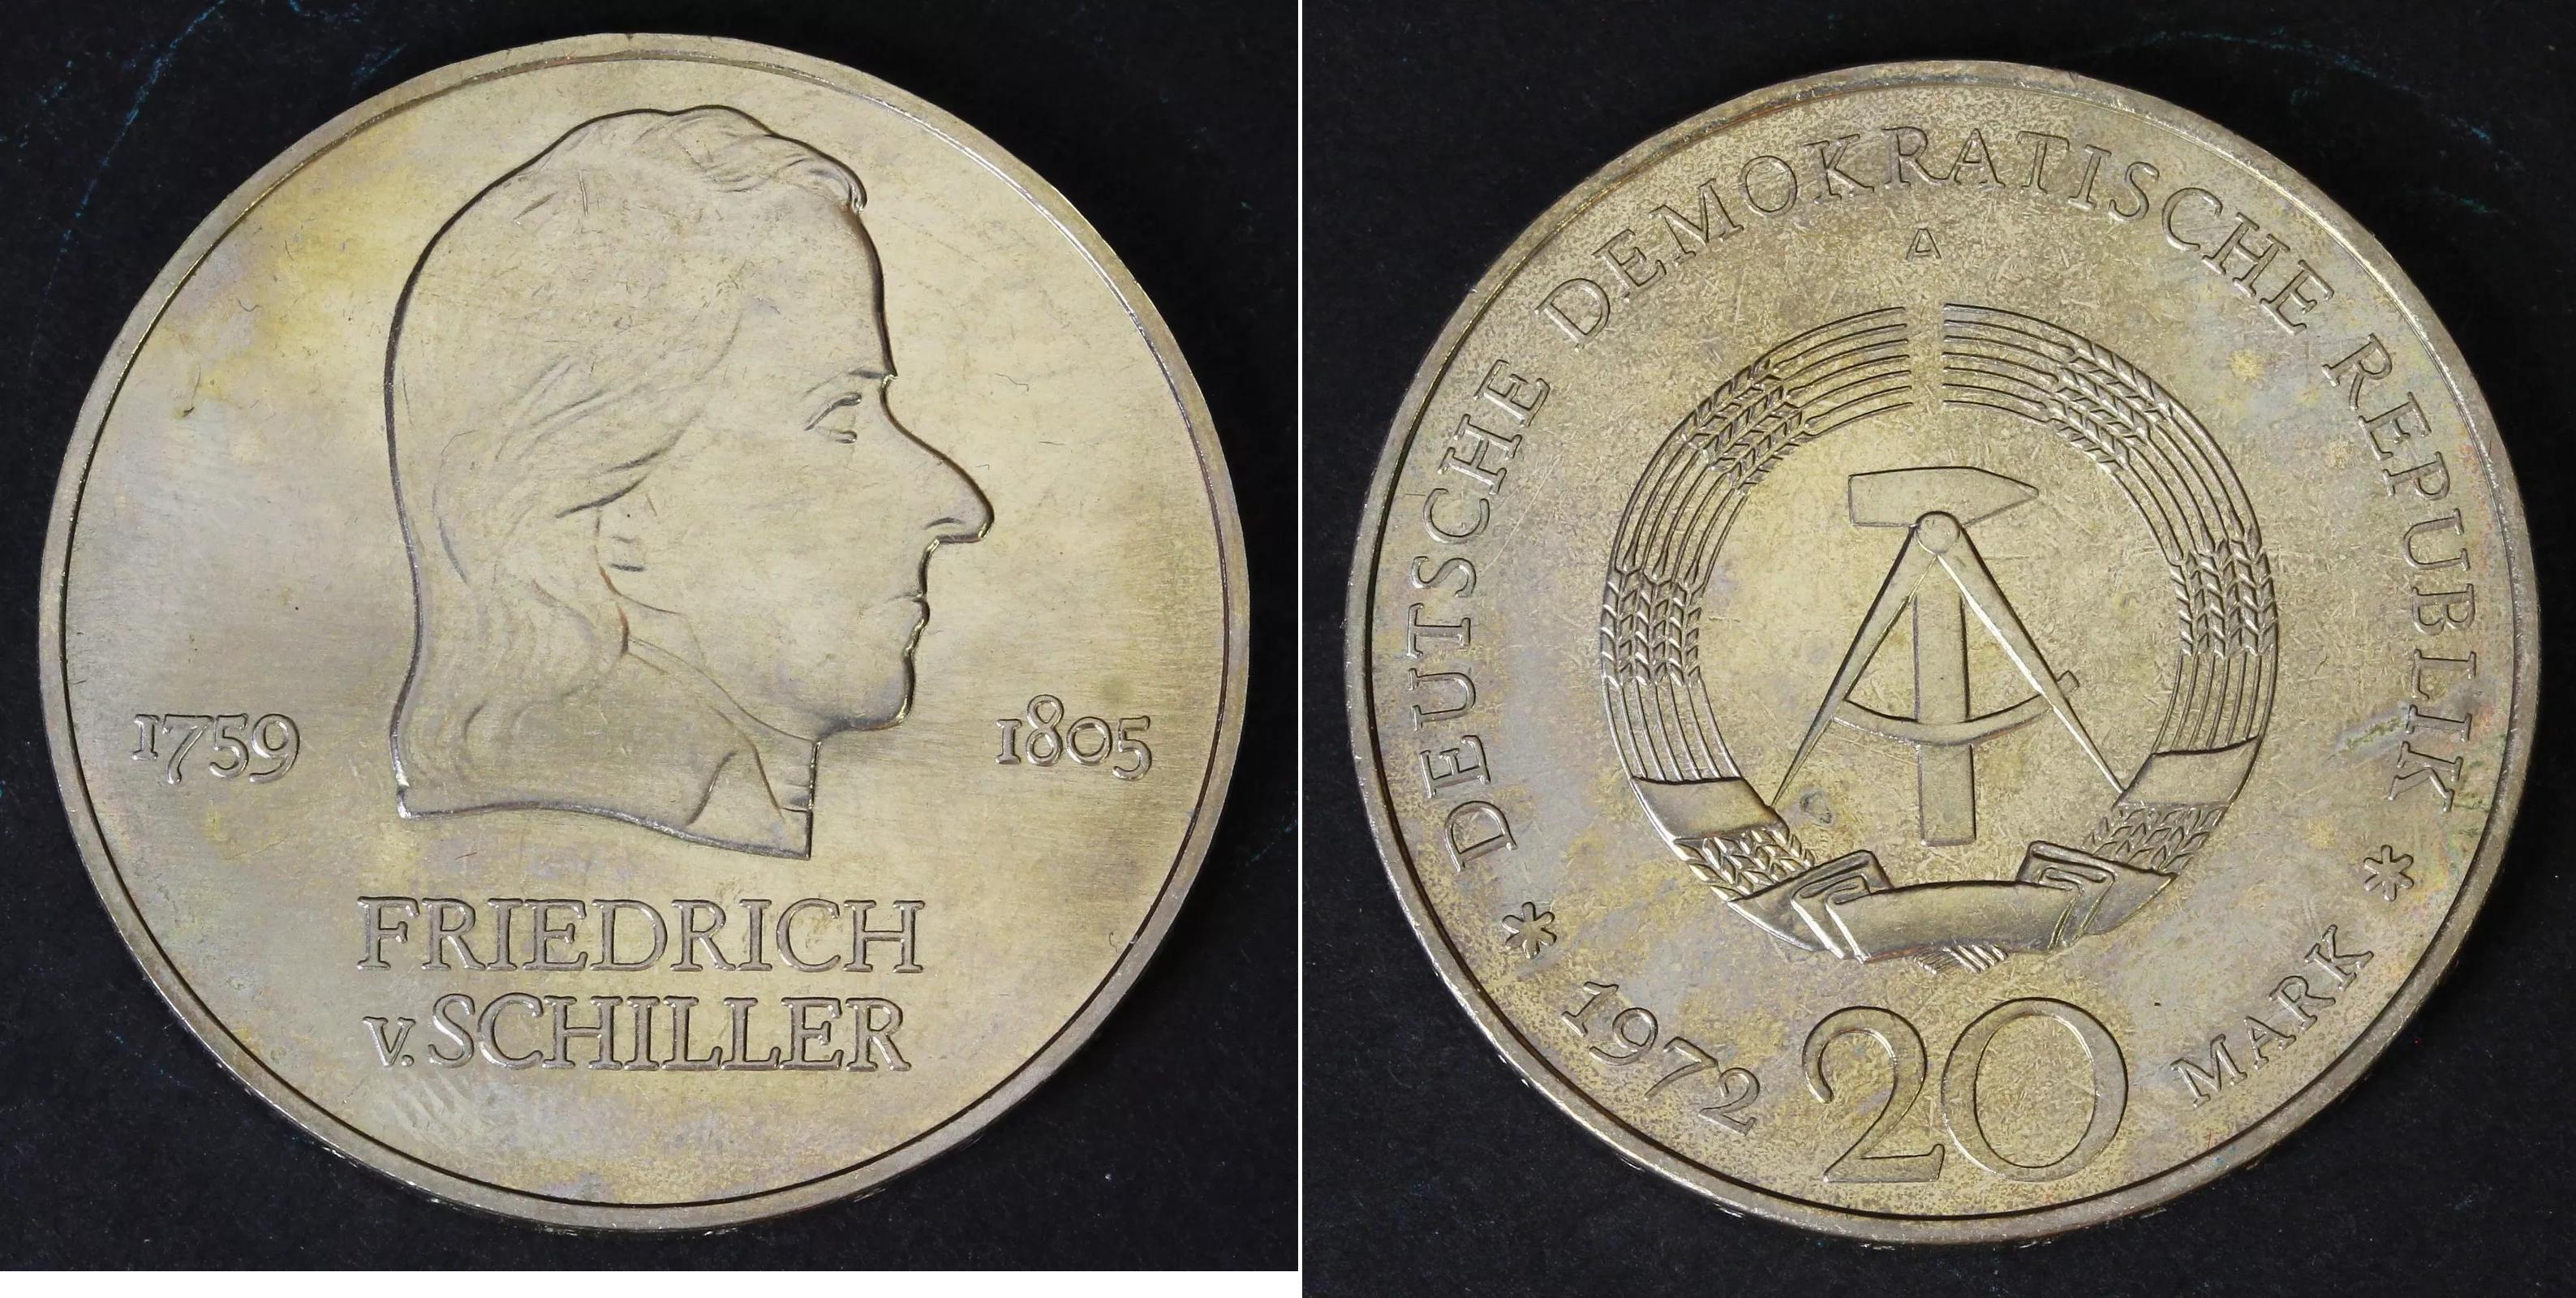 1759 1805
FRIEDRICH
v. SCHILLER
DEUTSCHE DEMOKRATISCHE REPUBLIK
A
* 1972 20 MARK *